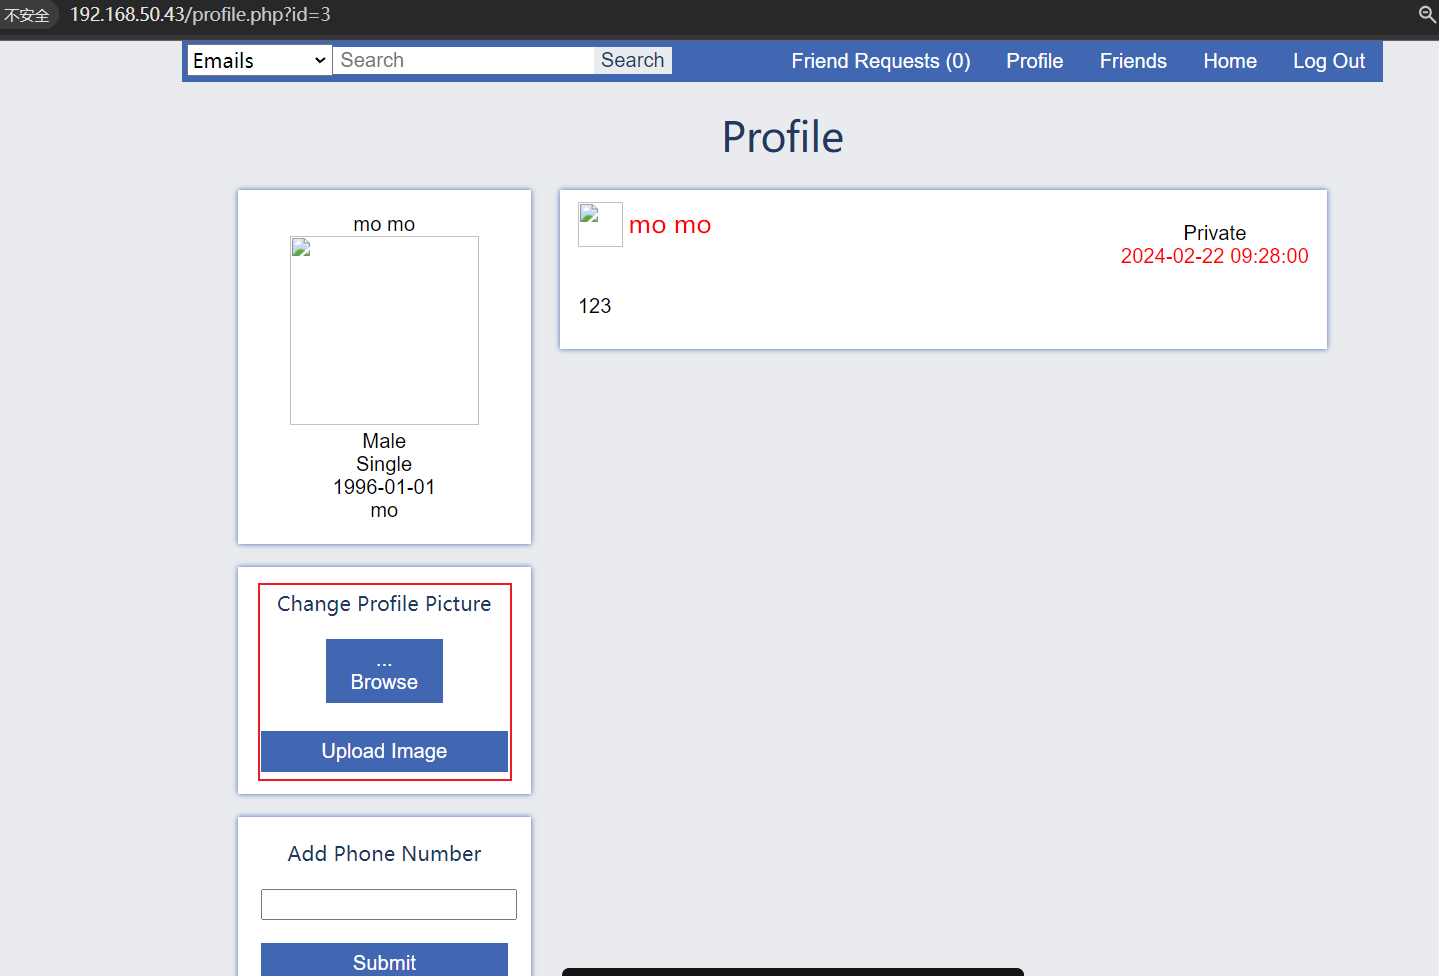 不安全 192.168.50.43/profile.php?id=3
Emails Search Search Friend Requests (0) Profile Friends Home Log Out
Profile
mo mo
Male
Single
1996-01-01
mo
mo mo
Private
2024-02-22 09:28:00
123
Change Profile Picture
...
Browse
Upload Image
Add Phone Number
Submit